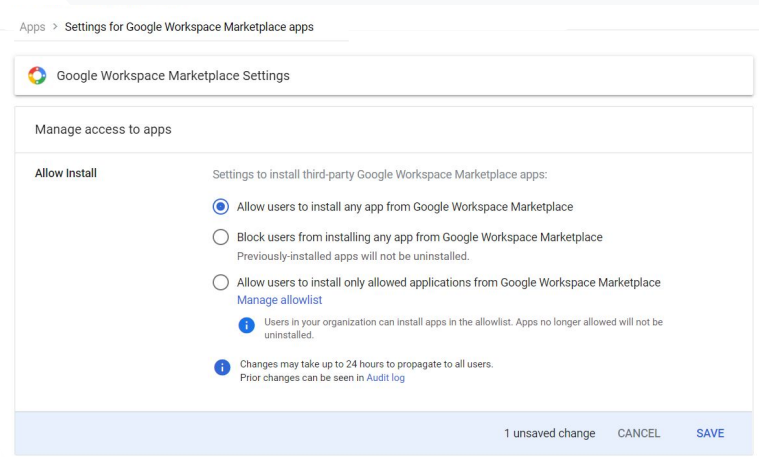 Apps > Settings for Google Workspace Marketplace apps
Google Workspace Marketplace Settings
Manage access to apps
Allow Install
Settings to install third-party Google Workspace Marketplace apps:
Allow users to install any app from Google Workspace Marketplace
Block users from installing any app from Google Workspace Marketplace
Previously-installed apps will not be uninstalled.
Allow users to install only allowed applications from Google Workspace Marketplace
Manage allowlist
Users in your organization can install apps in the allowlist. Apps no longer allowed will not be
uninstalled.
Changes may take up to 24 hours to propagate to all users.
Prior changes can be seen in Audit log
1 unsaved change CANCEL SAVE